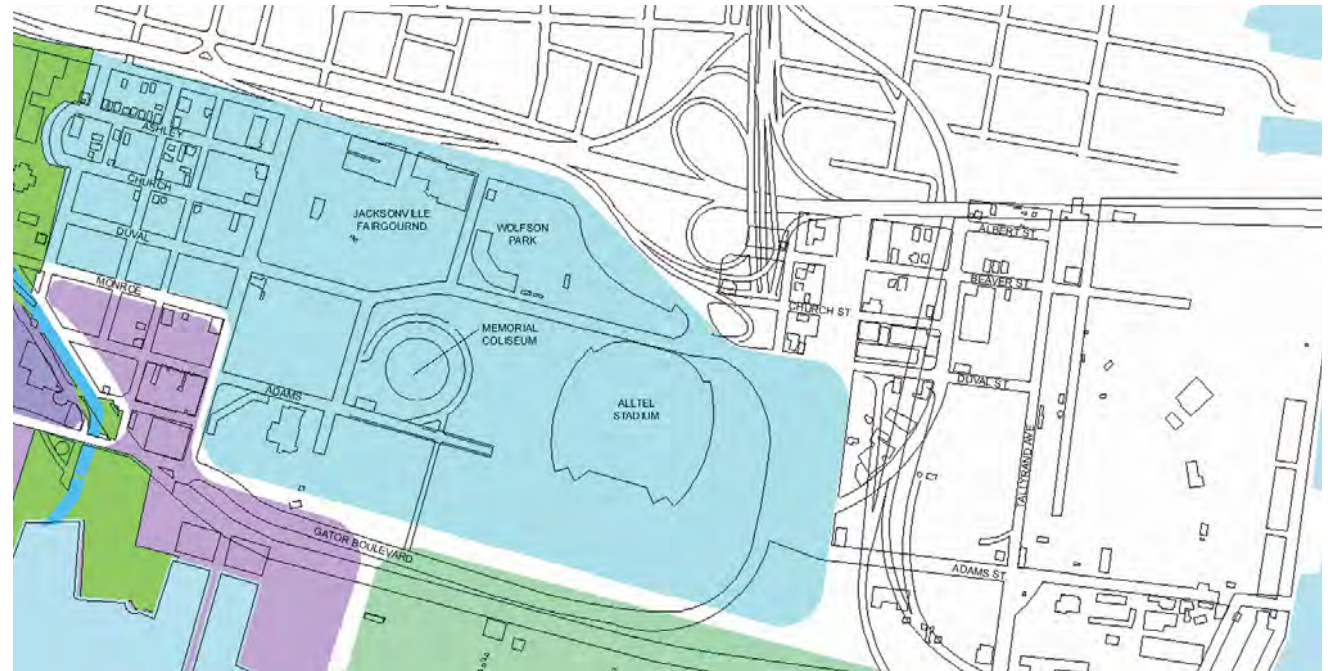 ASHLEY
CHURCH
DUVAL
MONROE
JACKSONVILLE
FAIRGOURND
WOLFSON
PARK
MEMORIAL
COLISEUM
ADAMS
ALLTEL
STADIUM
GATOR BOULEVARD
ALBERT ST.
BEAVER ST.
CHURCH ST.
DUVAL ST.
TALLYRAND AVE
ADAMS ST.